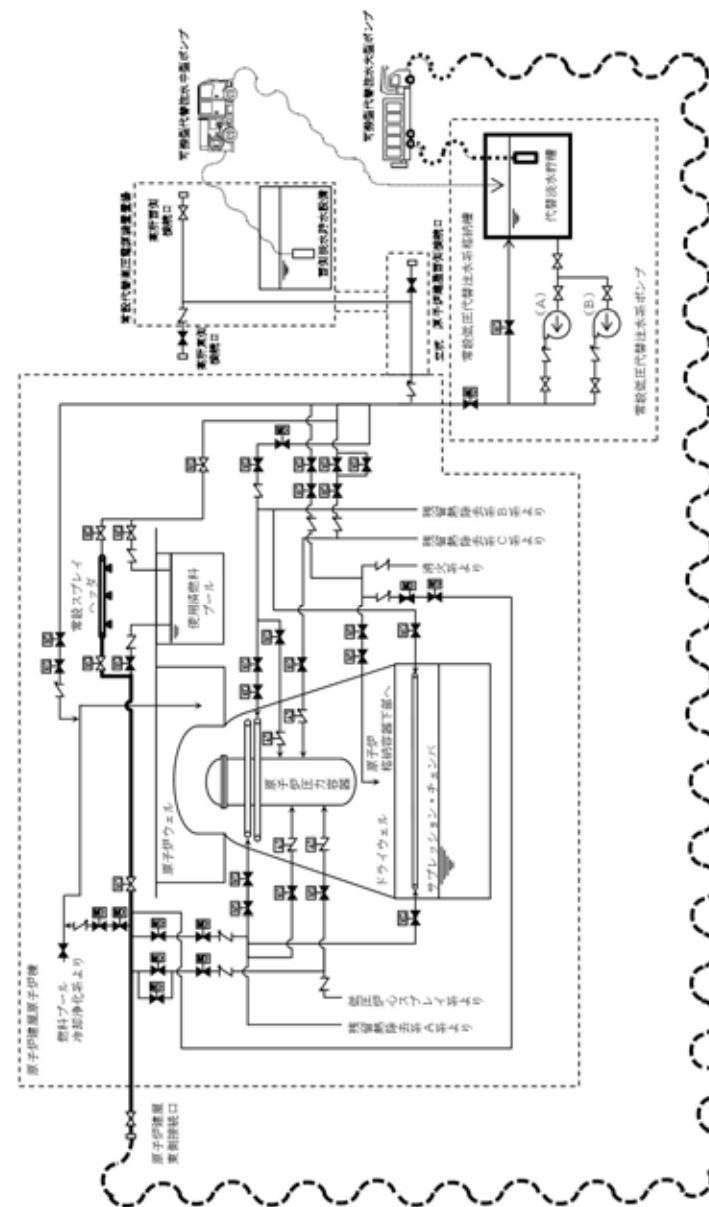 原子炉建屋原子炉棟
燃料プール
冷却浄化系より
原子炉建屋
東側接続口
原子炉ウェル
常設スプレイ
ヘッダ
使用済燃料
プール
原子炉圧力容器
ドライウェル
原子炉
格納容器下部へ
サプレッション・チェンバ
低圧炉心スプレイ系より
残留熱除去系A系より
残留熱除去系B系より
残留熱除去系C系より
消火系より
常設代替高圧電源装置置場
高所東側
接続口
高所西側
接続口
西側淡水貯水設備
可搬型代替注水中型ポンプ
可搬型代替注水大型ポンプ
原子炉建屋西側接続口
常設低圧代替注水系格納槽
代替淡水貯槽
(A)
(B)
常設低圧代替注水系ポンプ